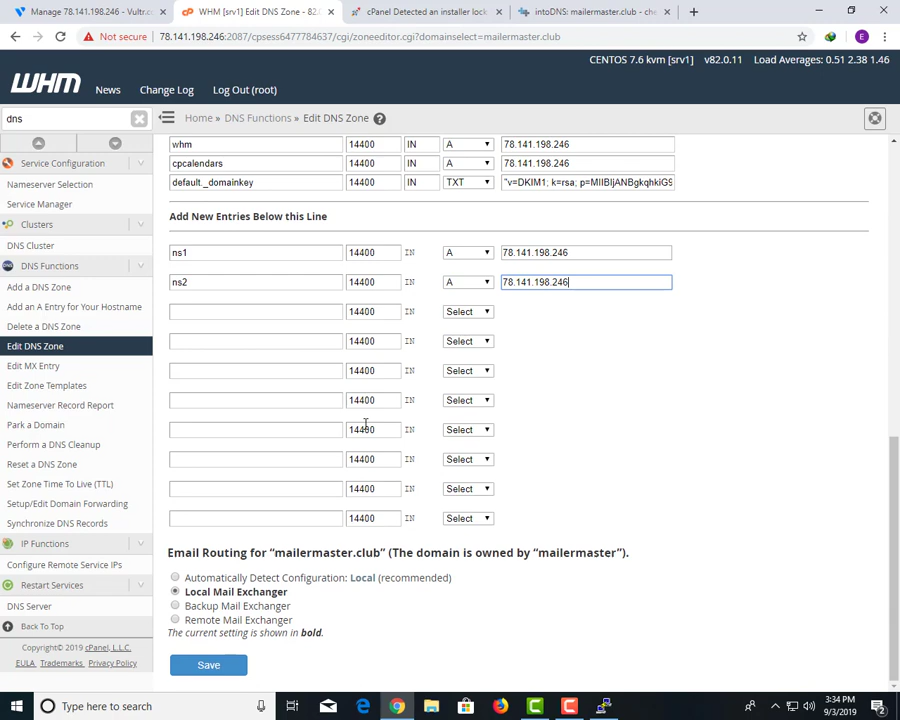 Manage 78.141.198.246 - Vultr.c
WHM [srv1] Edit DNS Zone - 82.0
cPanel Detected an installer lock
intoDNS: mailermaster.club - che
Not secure | 78.141.198.246:2087/cpsess6477784637/cgi/zoneeditor.cgi?domainselect=mailermaster.club
E
CENTOS 7.6 kvm [srv1] v82.0.11 Load Averages: 0.51 2.38 1.46
WHM News Change Log Log Out (root)
dns
Home » DNS Functions » Edit DNS Zone
Service Configuration
Nameserver Selection
Service Manager
Clusters
DNS Cluster
DNS Functions
Add a DNS Zone
Add an A Entry for Your Hostname
Delete a DNS Zone
Edit DNS Zone
Edit MX Entry
Edit Zone Templates
Nameserver Record Report
Park a Domain
Perform a DNS Cleanup
Reset a DNS Zone
Set Zone Time To Live (TTL)
Setup/Edit Domain Forwarding
Synchronize DNS Records
IP Functions
Configure Remote Service IPs
Restart Services
DNS Server
Back To Top
Copyright© 2019 cPanel, L.L.C.
EULA Trademarks Privacy Policy
whm 14400 IN A 78.141.198.246
cpcalendars 14400 IN A 78.141.198.246
default._domainkey 14400 IN TXT "v=DKIM1; k=rsa; p=MIIBIjANBgkqhkiG9
Add New Entries Below this Line
ns1 14400 IN A 78.141.198.246
ns2 14400 IN A 78.141.198.246
14400 IN Select
14400 IN Select
14400 IN Select
14400 IN Select
14400 IN Select
14400 IN Select
14400 IN Select
14400 IN Select
Email Routing for “mailermaster.club” (The domain is owned by “mailermaster”).
Automatically Detect Configuration: Local (recommended)
Local Mail Exchanger
Backup Mail Exchanger
Remote Mail Exchanger
The current setting is shown in bold.
Save
Type here to search
3:34 PM
9/3/2019
2